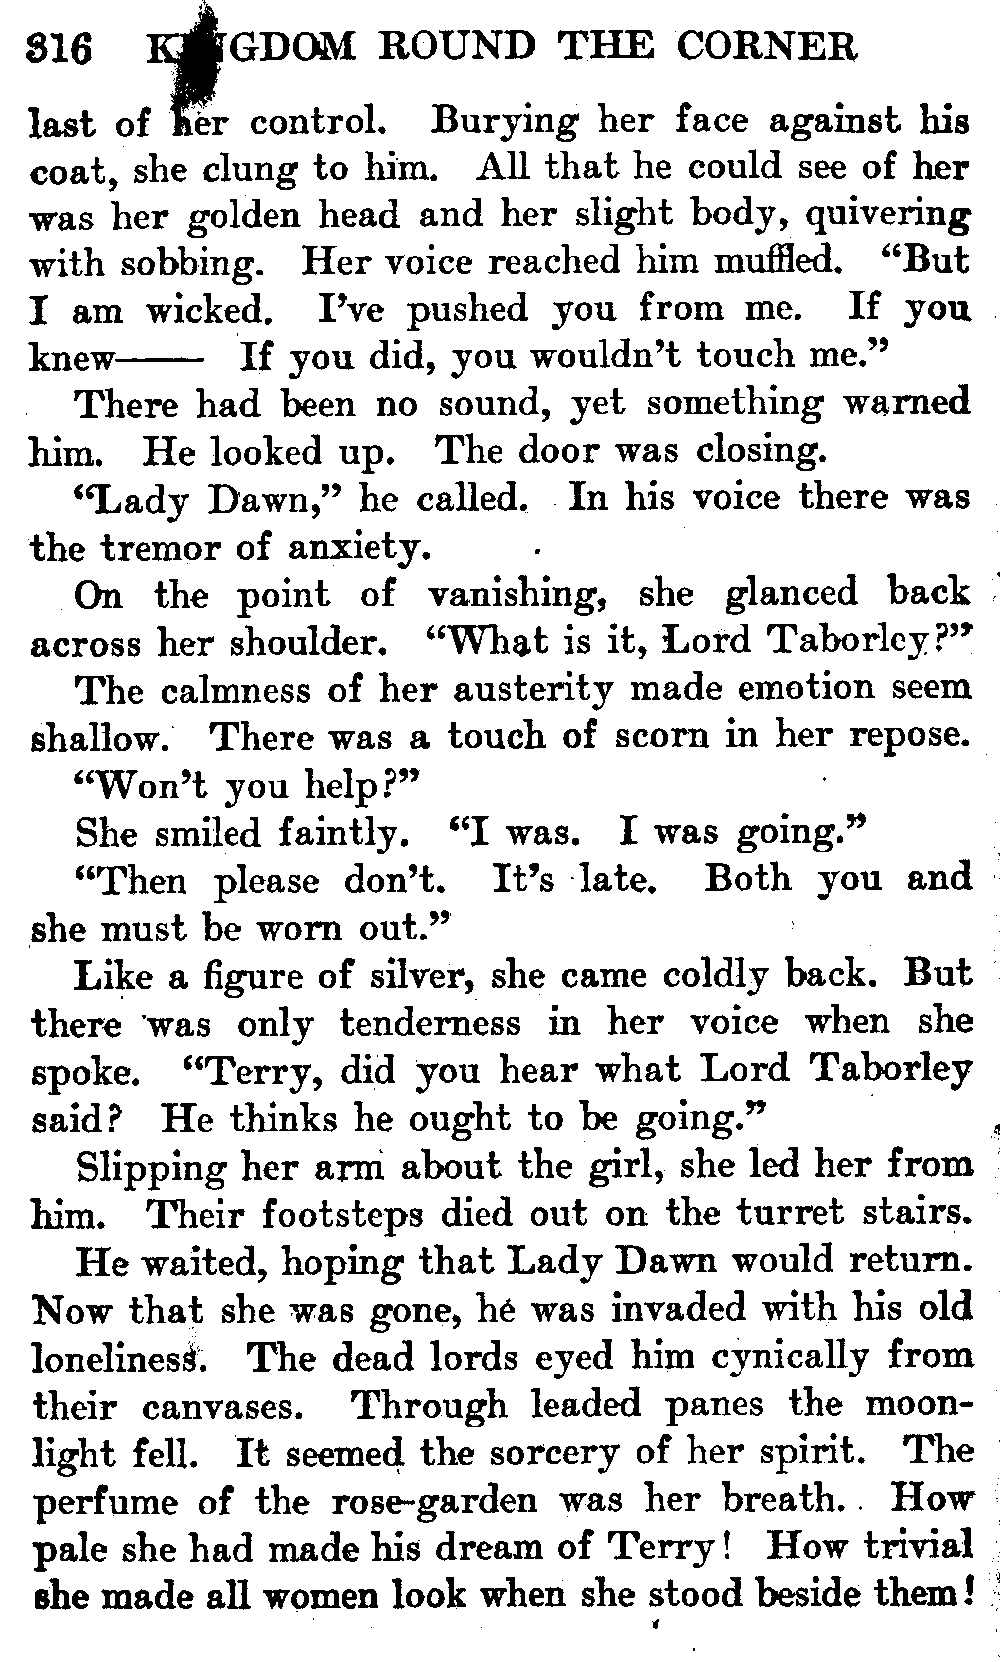 316 KINGDOM ROUND THE CORNER
last of her control. Burying her face against his
coat, she clung to him. All that he could see of her
was her golden head and her slight body, quivering
with sobbing. Her voice reached him muffled. “But
I am wicked. I’ve pushed you from me. If you
knew—— If you did, you wouldn’t touch me.”
There had been no sound, yet something warned
him. He looked up. The door was closing.
“Lady Dawn,” he called. In his voice there was
the tremor of anxiety.
On the point of vanishing, she glanced back
across her shoulder. “What is it, Lord Taborley?”
The calmness of her austerity made emotion seem
shallow. There was a touch of scorn in her repose.
“Won’t you help?”
She smiled faintly. “I was. I was going.”
“Then please don’t. It’s late. Both you and
she must be worn out.”
Like a figure of silver, she came coldly back. But
there was only tenderness in her voice when she
spoke. “Terry, did you hear what Lord Taborley
said? He thinks he ought to be going.”
Slipping her arm about the girl, she led her from
him. Their footsteps died out on the turret stairs.
He waited, hoping that Lady Dawn would return.
Now that she was gone, he was invaded with his old
loneliness. The dead lords eyed him cynically from
their canvases. Through leaded panes the moon-
light fell. It seemed the sorcery of her spirit. The
perfume of the rose-garden was her breath. How
pale she had made his dream of Terry! How trivial
she made all women look when she stood beside them!